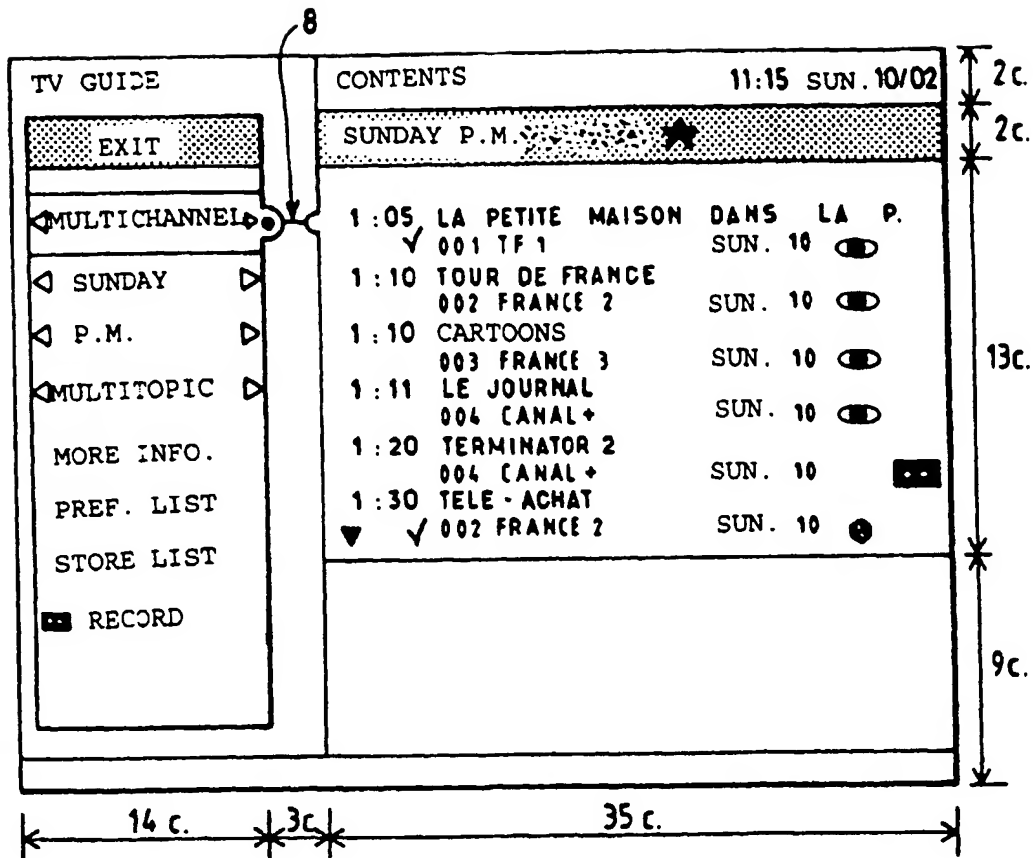 8
TV GUIDE
CONTENTS 11:15 SUN. 10/02
2c.
EXIT
SUNDAY P.M.
2c.
MULTICHANNEL
SUNDAY
P.M.
MULTITOPIC
MORE INFO.
PREF. LIST
STORE LIST
RECORD
1:05 LA PETITE MAISON DANS LA P.
001 TF1 SUN. 10
1:10 TOUR DE FRANCE
002 FRANCE 2 SUN. 10
1:10 CARTOONS
003 FRANCE 3 SUN. 10
1:11 LE JOURNAL
004 CANAL+ SUN. 10
1:20 TERMINATOR 2
004 CANAL+ SUN. 10
1:30 TELE-ACHAT
002 FRANCE 2 SUN. 10
13c.
9c.
14 c. 3c 35 c.